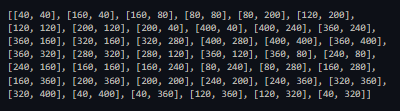 [[40, 40], [160, 40], [160, 80], [80, 80], [80, 200], [120, 200],
[120, 120], [200, 120], [200, 40], [400, 40], [400, 240], [360, 240],
[360, 160], [320, 160], [320, 280], [400, 280], [400, 400], [360, 400],
[360, 320], [280, 320], [280, 120], [360, 120], [360, 80], [240, 80],
[240, 160], [160, 160], [160, 240], [80, 240], [80, 280], [160, 280],
[160, 360], [200, 360], [200, 200], [240, 200], [240, 360], [320, 360],
[320, 400], [40, 400], [40, 360], [120, 360], [120, 320], [40, 320]]